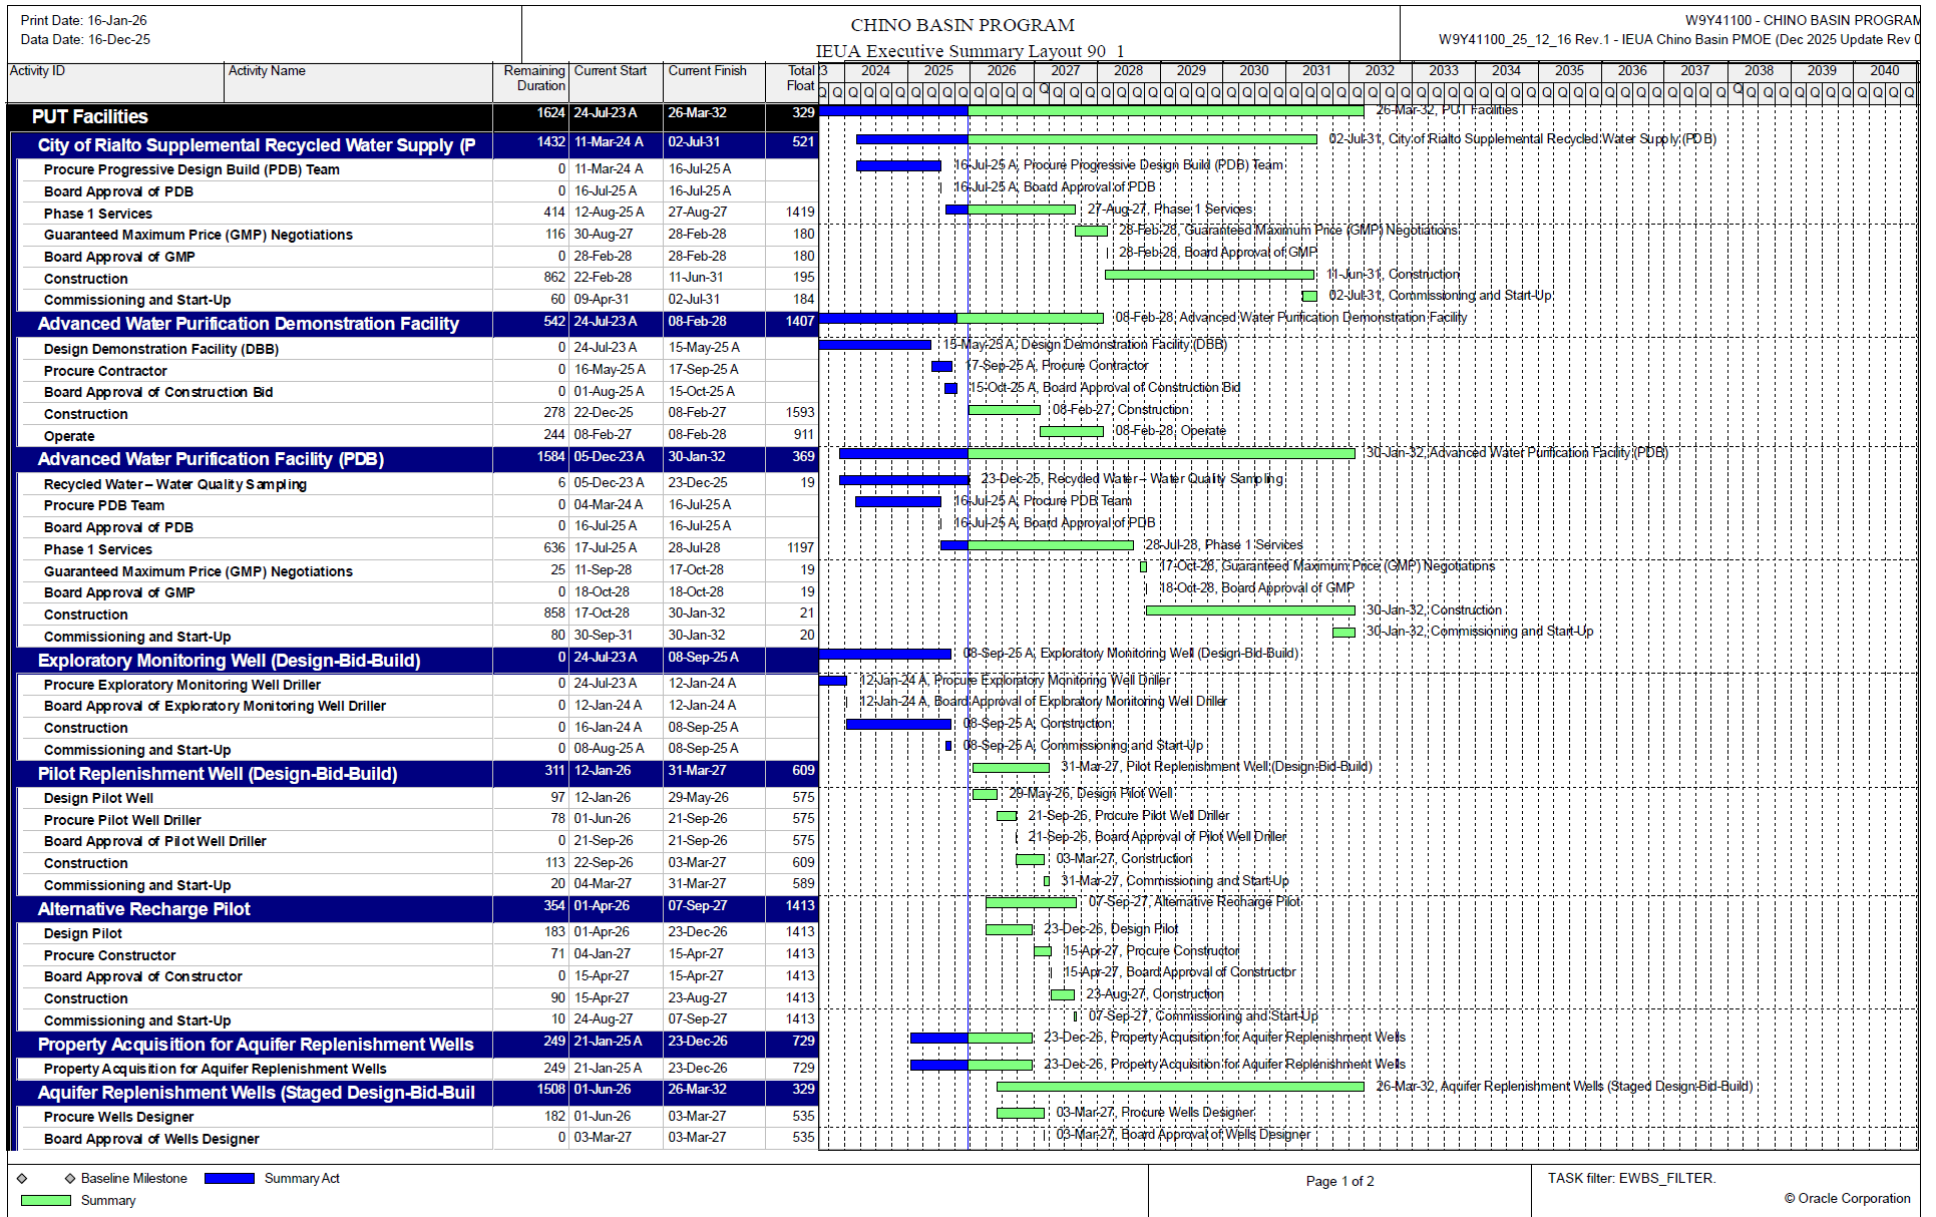 Print Date: 16-Jan-26
Data Date: 16-Dec-25
CHINO BASIN PROGRAM
IEUA Executive Summary Layout 90_1
W9Y41100 - CHINO BASIN PROGRAM
W9Y41100_25_12_16 Rev.1 - IEUA Chino Basin PMOE (Dec 2025 Update Rev 0
Activity ID Activity Name Remaining Duration Current Start Current Finish Total Float 3 2024 2025 2026 2027 2028 2029 2030 2031 2032 2033 2034 2035 2036 2037 2038 2039 2040
Q Q Q Q Q Q Q Q Q Q Q Q Q Q Q Q Q Q Q Q Q Q Q Q Q Q Q Q Q Q Q Q Q Q Q Q Q Q Q Q Q Q Q Q Q Q Q Q Q Q Q Q Q Q Q Q Q Q Q Q Q Q Q Q Q Q Q Q Q Q
PUT Facilities 1624 24-Jul-23 A 26-Mar-32 329 26-Mar-32, PUT Facilities
City of Rialto Supplemental Recycled Water Supply (P 1432 11-Mar-24 A 02-Jul-31 521 02-Jul-31, City of Rialto Supplemental Recycled Water Supply (PDB)
Procure Progressive Design Build (PDB) Team 0 11-Mar-24 A 16-Jul-25 A 16-Jul-25 A, Procure Progressive Design Build (PDB) Team
Board Approval of PDB 0 16-Jul-25 A 16-Jul-25 A 16-Jul-25 A, Board Approval of PDB
Phase 1 Services 414 12-Aug-25 A 27-Aug-27 1419 27-Aug-27, Phase 1 Services
Guaranteed Maximum Price (GMP) Negotiations 116 30-Aug-27 28-Feb-28 180 28-Feb-28, Guaranteed Maximum Price (GMP) Negotiations
Board Approval of GMP 0 28-Feb-28 28-Feb-28 180 28-Feb-28, Board Approval of GMP
Construction 862 22-Feb-28 11-Jun-31 195 11-Jun-31, Construction
Commissioning and Start-Up 60 09-Apr-31 02-Jul-31 184 02-Jul-31, Commissioning and Start-Up
Advanced Water Purification Demonstration Facility 542 24-Jul-23 A 08-Feb-28 1407 08-Feb-28, Advanced Water Purification Demonstration Facility
Design Demonstration Facility (DBB) 0 24-Jul-23 A 15-May-25 A 15-May-25 A, Design Demonstration Facility (DBB)
Procure Contractor 0 16-May-25 A 17-Sep-25 A 17-Sep-25 A, Procure Contractor
Board Approval of Construction Bid 0 01-Aug-25 A 15-Oct-25 A 15-Oct-25 A, Board Approval of Construction Bid
Construction 278 22-Dec-25 08-Feb-27 1593 08-Feb-27, Construction
Operate 244 08-Feb-27 08-Feb-28 911 08-Feb-28, Operate
Advanced Water Purification Facility (PDB) 1584 05-Dec-23 A 30-Jan-32 369 30-Jan-32, Advanced Water Purification Facility (PDB)
Recycled Water – Water Quality Sampling 6 05-Dec-23 A 23-Dec-25 19 23-Dec-25, Recycled Water – Water Quality Sampling
Procure PDB Team 0 04-Mar-24 A 16-Jul-25 A 16-Jul-25 A, Procure PDB Team
Board Approval of PDB 0 16-Jul-25 A 16-Jul-25 A 16-Jul-25 A, Board Approval of PDB
Phase 1 Services 636 17-Jul-25 A 28-Jul-28 1197 28-Jul-28, Phase 1 Services
Guaranteed Maximum Price (GMP) Negotiations 25 11-Sep-28 17-Oct-28 19 17-Oct-28, Guaranteed Maximum Price (GMP) Negotiations
Board Approval of GMP 0 18-Oct-28 18-Oct-28 19 18-Oct-28, Board Approval of GMP
Construction 858 17-Oct-28 30-Jan-32 21 30-Jan-32, Construction
Commissioning and Start-Up 80 30-Sep-31 30-Jan-32 20 30-Jan-32, Commissioning and Start-Up
Exploratory Monitoring Well (Design-Bid-Build) 0 24-Jul-23 A 08-Sep-25 A 08-Sep-25 A, Exploratory Monitoring Well (Design-Bid-Build)
Procure Exploratory Monitoring Well Driller 0 24-Jul-23 A 12-Jan-24 A 12-Jan-24 A, Procure Exploratory Monitoring Well Driller
Board Approval of Exploratory Monitoring Well Driller 0 12-Jan-24 A 12-Jan-24 A 12-Jan-24 A, Board Approval of Exploratory Monitoring Well Driller
Construction 0 16-Jan-24 A 08-Sep-25 A 08-Sep-25 A, Construction
Commissioning and Start-Up 0 08-Aug-25 A 08-Sep-25 A 08-Sep-25 A, Commissioning and Start-Up
Pilot Replenishment Well (Design-Bid-Build) 311 12-Jan-26 31-Mar-27 609 31-Mar-27, Pilot Replenishment Well (Design-Bid-Build)
Design Pilot Well 97 12-Jan-26 29-May-26 575 29-May-26, Design Pilot Well
Procure Pilot Well Driller 78 01-Jun-26 21-Sep-26 575 21-Sep-26, Procure Pilot Well Driller
Board Approval of Pilot Well Driller 0 21-Sep-26 21-Sep-26 575 21-Sep-26, Board Approval of Pilot Well Driller
Construction 113 22-Sep-26 03-Mar-27 609 03-Mar-27, Construction
Commissioning and Start-Up 20 04-Mar-27 31-Mar-27 589 31-Mar-27, Commissioning and Start-Up
Alternative Recharge Pilot 354 01-Apr-26 07-Sep-27 1413 07-Sep-27, Alternative Recharge Pilot
Design Pilot 183 01-Apr-26 23-Dec-26 1413 23-Dec-26, Design Pilot
Procure Constructor 71 04-Jan-27 15-Apr-27 1413 15-Apr-27, Procure Constructor
Board Approval of Constructor 0 15-Apr-27 15-Apr-27 1413 15-Apr-27, Board Approval of Constructor
Construction 90 15-Apr-27 23-Aug-27 1413 23-Aug-27, Construction
Commissioning and Start-Up 10 24-Aug-27 07-Sep-27 1413 07-Sep-27, Commissioning and Start-Up
Property Acquisition for Aquifer Replenishment Wells 249 21-Jan-25 A 23-Dec-26 729 23-Dec-26, Property Acquisition for Aquifer Replenishment Wells
Property Acquisition for Aquifer Replenishment Wells 249 21-Jan-25 A 23-Dec-26 729 23-Dec-26, Property Acquisition for Aquifer Replenishment Wells
Aquifer Replenishment Wells (Staged Design-Bid-Buil 1508 01-Jun-26 26-Mar-32 329 26-Mar-32, Aquifer Replenishment Wells (Staged Design-Bid-Build)
Procure Wells Designer 182 01-Jun-26 03-Mar-27 535 03-Mar-27, Procure Wells Designer
Board Approval of Wells Designer 0 03-Mar-27 03-Mar-27 535 03-Mar-27, Board Approval of Wells Designer
Baseline Milestone Summary Act
Summary
Page 1 of 2
TASK filter: EWBS_FILTER.
© Oracle Corporation